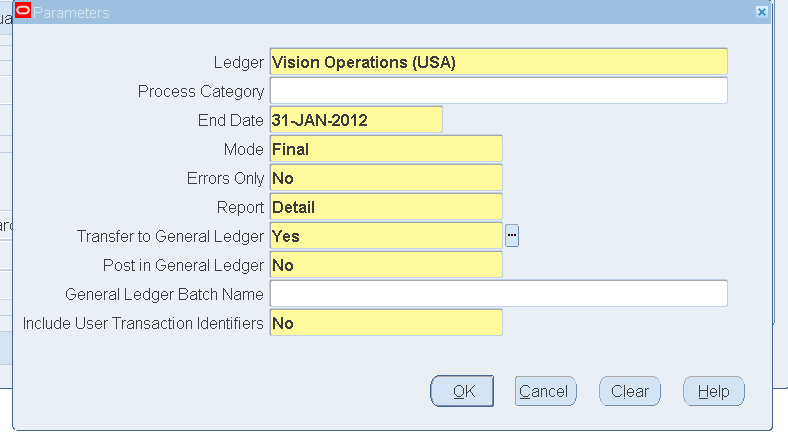 Parameters
Ledger Vision Operations (USA)
Process Category
End Date 31-JAN-2012
Mode Final
Errors Only No
Report Detail
Transfer to General Ledger Yes ...
Post in General Ledger No
General Ledger Batch Name
Include User Transaction Identifiers No
OK Cancel Clear Help